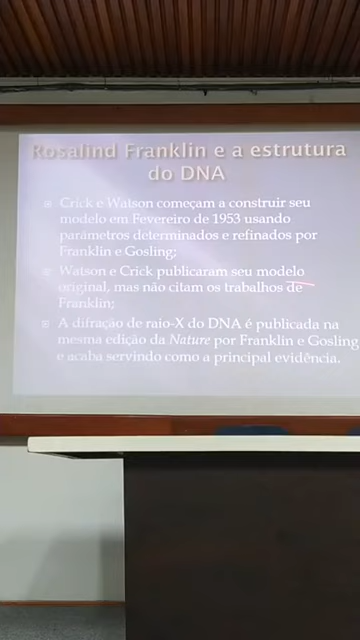 Rosalind Franklin e a estrutura
do DNA
Crick e Watson começam a construir seu
modelo em Fevereiro de 1953 usando
parâmetros determinados e refinados por
Franklin e Gosling;
Watson e Crick publicaram seu modelo
original, mas não citam os trabalhos de
Franklin;
A difração de raio-X do DNA é publicada na
mesma edição da Nature por Franklin e Gosling
e acaba servindo como a principal evidência.